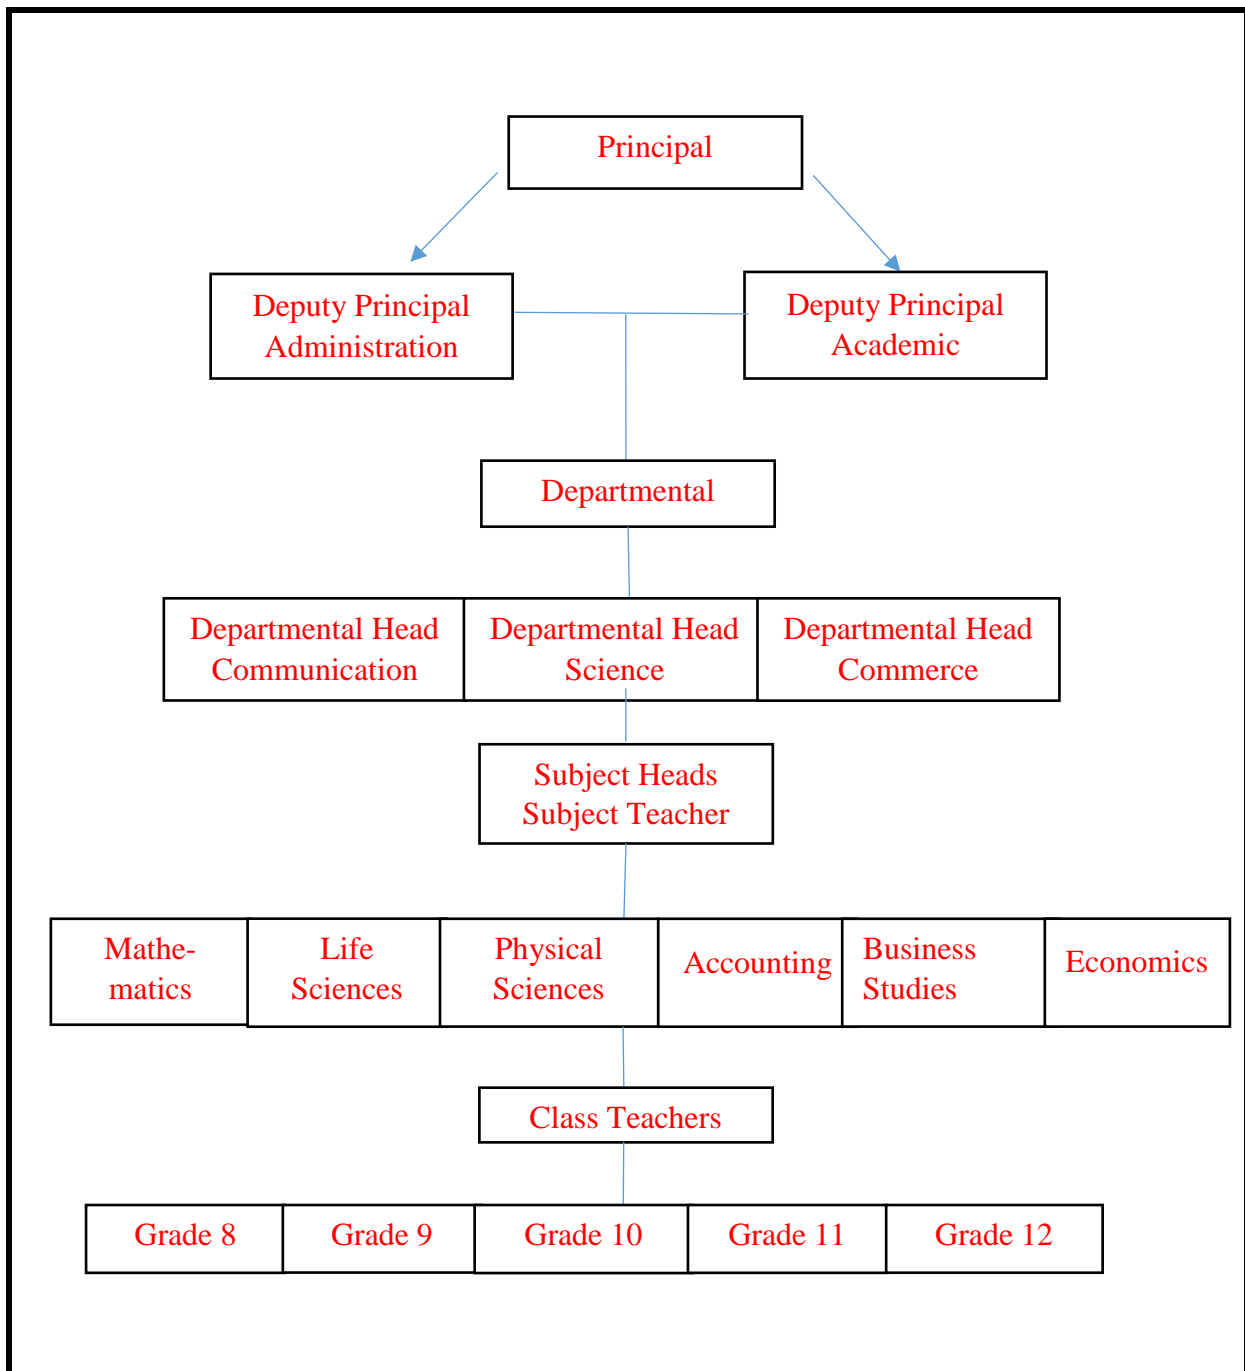 Principal
Deputy Principal
Administration
Deputy Principal
Academic
Departmental
Departmental Head
Communication
Departmental Head
Science
Departmental Head
Commerce
Subject Heads
Subject Teacher
Mathe-
matics
Life
Sciences
Physical
Sciences
Accounting
Business
Studies
Economics
Class Teachers
Grade 8
Grade 9
Grade 10
Grade 11
Grade 12